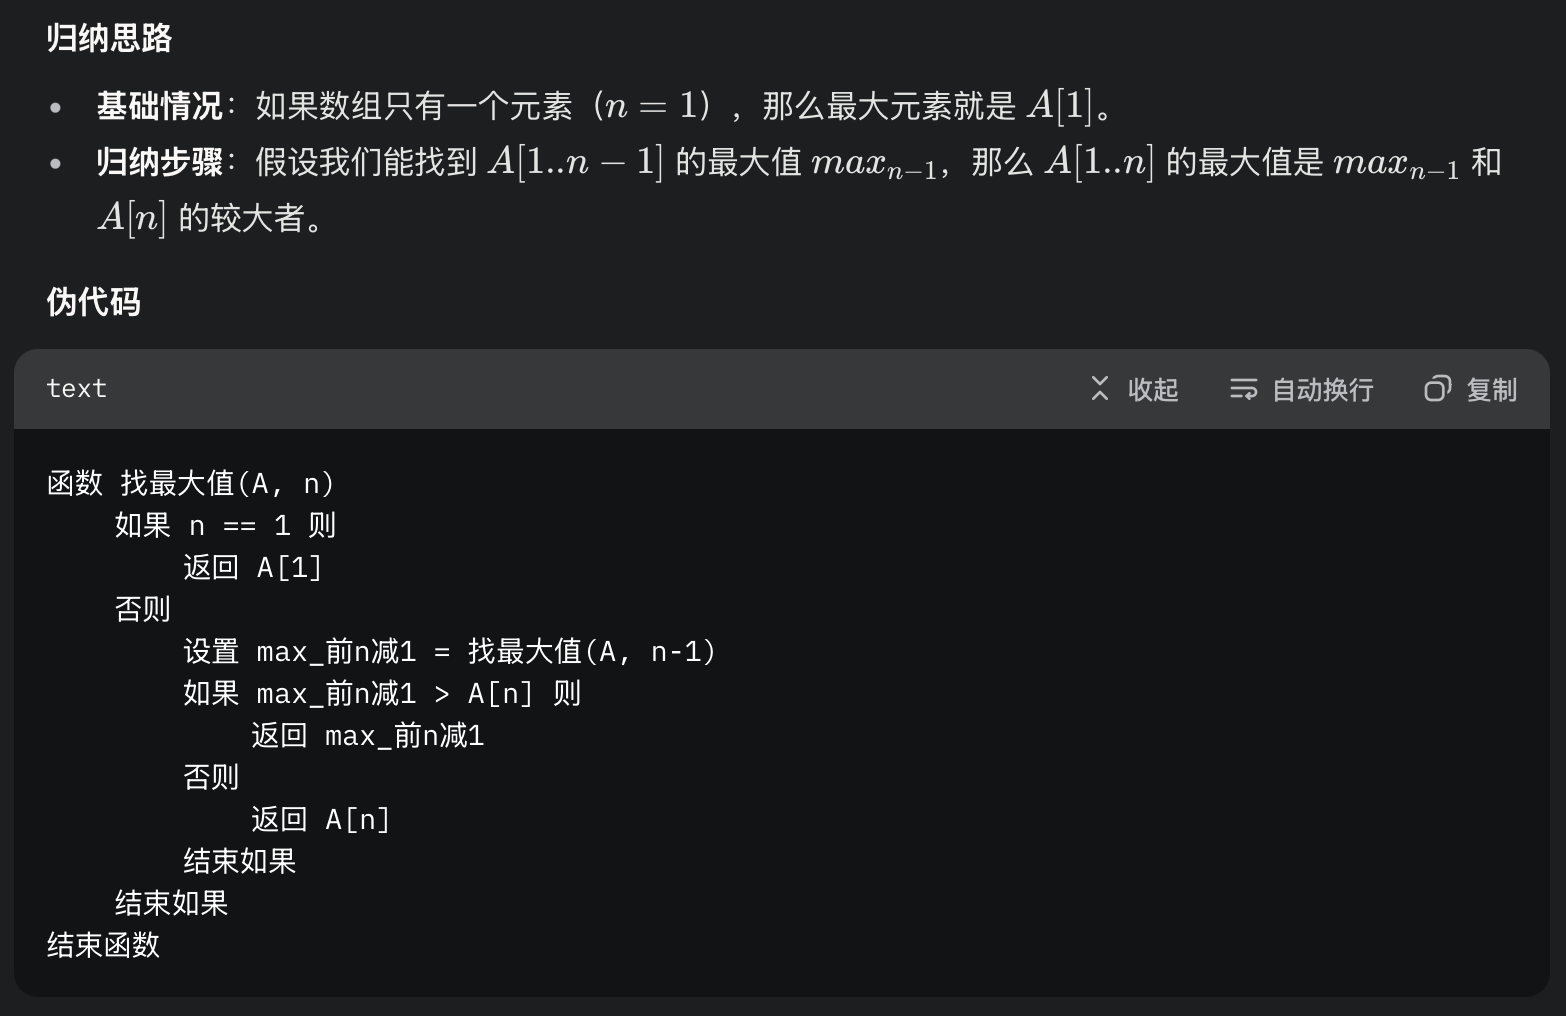 归纳思路
• 基础情况：如果数组只有一个元素（n = 1），那么最大元素就是 A[1]。
• 归纳步骤：假设我们能找到 A[1..n − 1] 的最大值 maxₙ₋₁，那么 A[1..n] 的最大值是 maxₙ₋₁ 和
A[n] 的较大者。
伪代码
text 收起 自动换行 复制
函数 找最大值(A, n)
    如果 n == 1 则
        返回 A[1]
    否则
        设置 max_前n减1 = 找最大值(A, n-1)
        如果 max_前n减1 > A[n] 则
            返回 max_前n减1
        否则
            返回 A[n]
        结束如果
    结束如果
结束函数